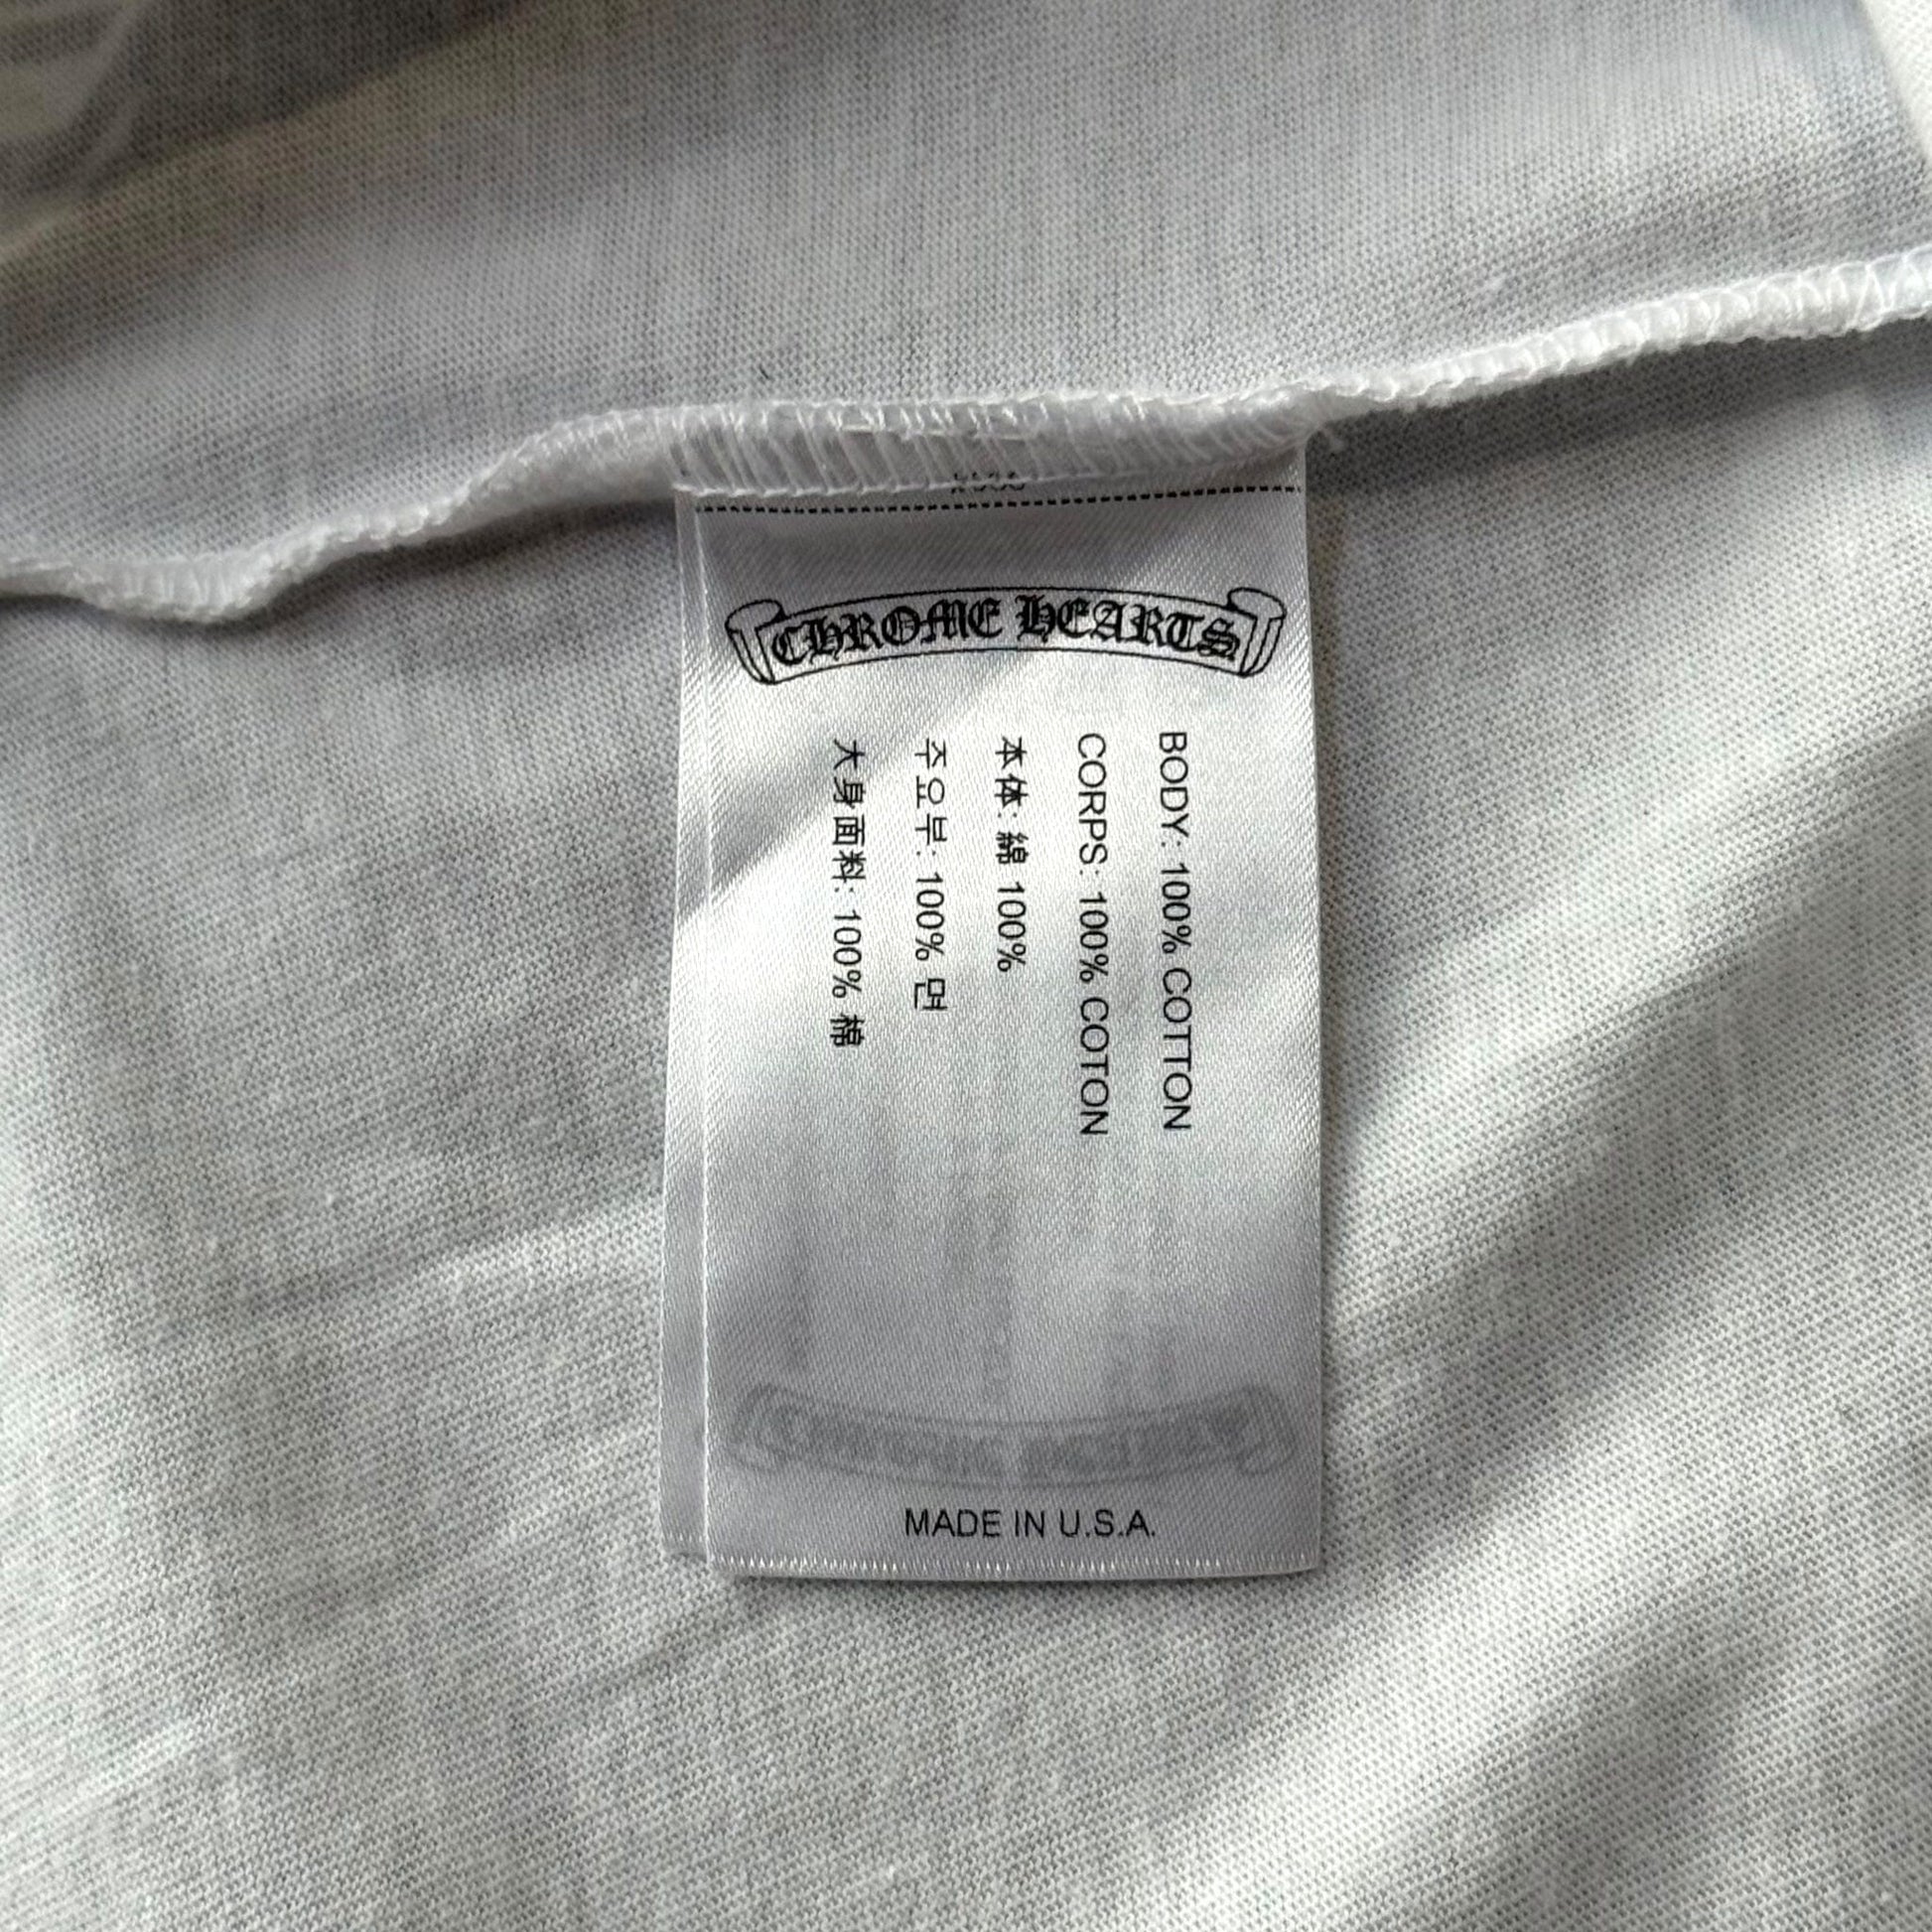 CHROME HEARTS
BODY: 100% COTTON
CORPS: 100% COTON
本体: 綿 100%
주요부: 100% 면
大身面料: 100% 棉
MADE IN U.S.A.